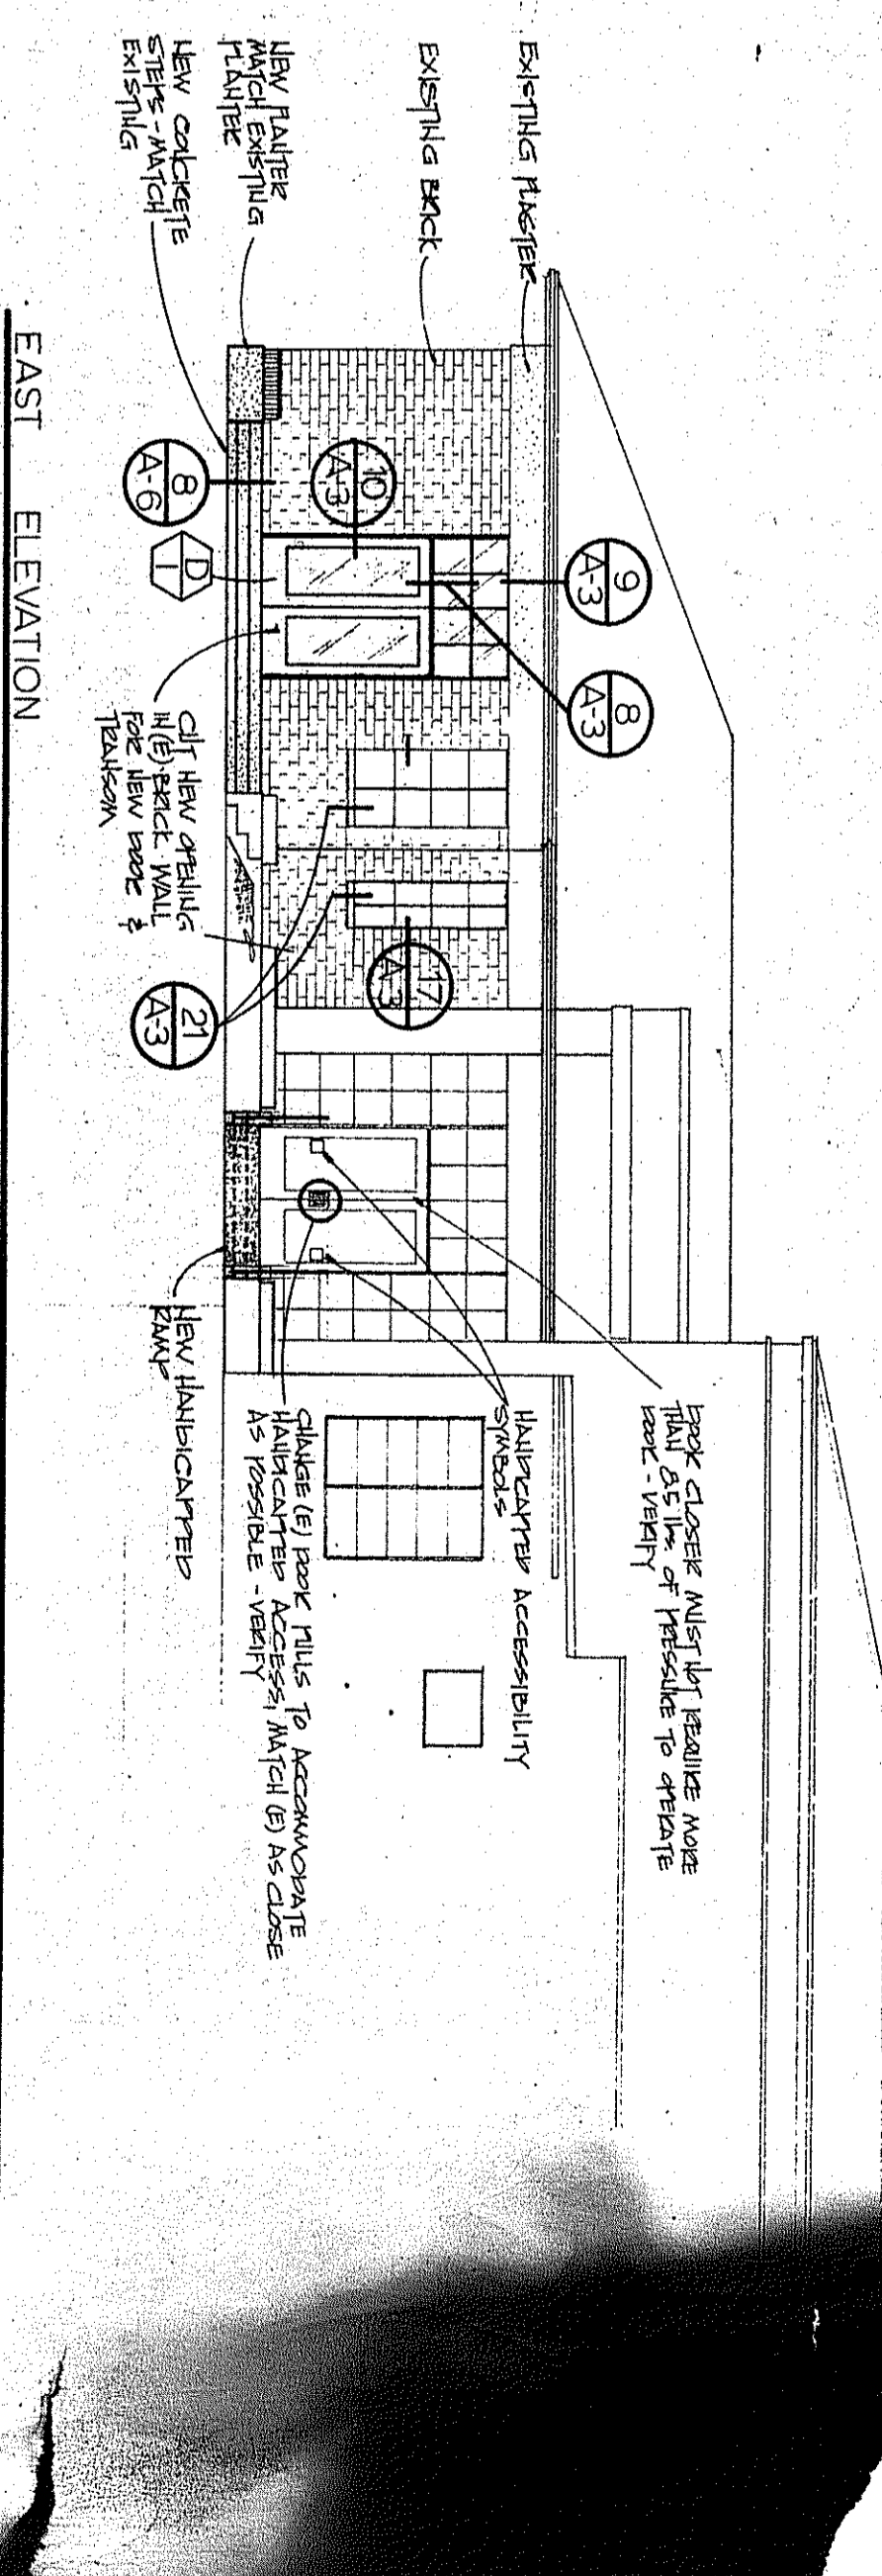 EXISTING PLASTER
EXISTING BRICK
NEW PLANTER
MATCH EXISTING
PLANTER
NEW CONCRETE
STEPS - MATCH
EXISTING
9
A-3
8
A-3
10
A-3
8
A-6
D
1
CUT NEW OPENING
IN (E) BRICK WALL
FOR NEW DOOR &
TRANSOM
17
A-3
21
A-3
DOOR CLOSER MUST NOT REQUIRE MORE
THAN 8.5 lbs. OF PRESSURE TO OPERATE
DOOR - VERIFY
HANDICAPPED ACCESSIBILITY
SYMBOLS
CHANGE (E) DOOR PULLS TO ACCOMMODATE
HANDICAPPED ACCESS, MATCH (E) AS CLOSE
AS POSSIBLE - VERIFY
NEW HANDICAPPED
RAMP
EAST ELEVATION